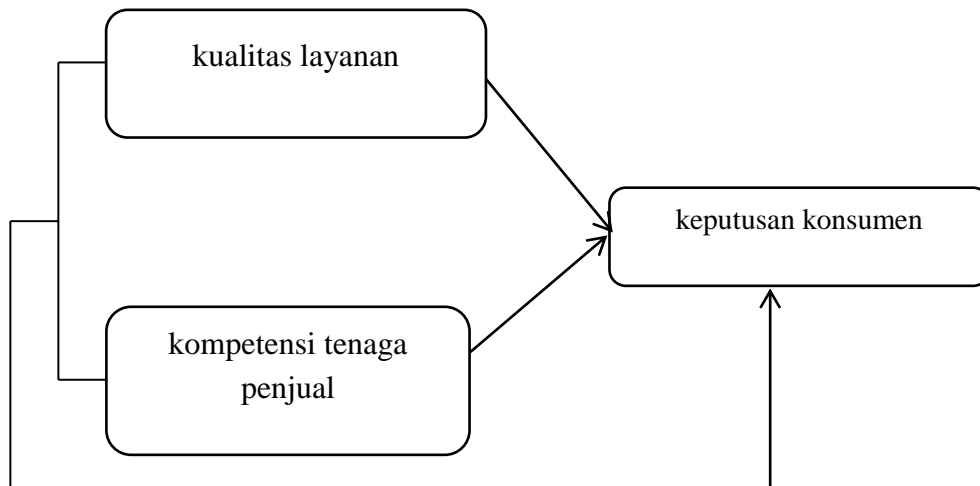 kualitas layanan
keputusan konsumen
kompetensi tenaga
penjual